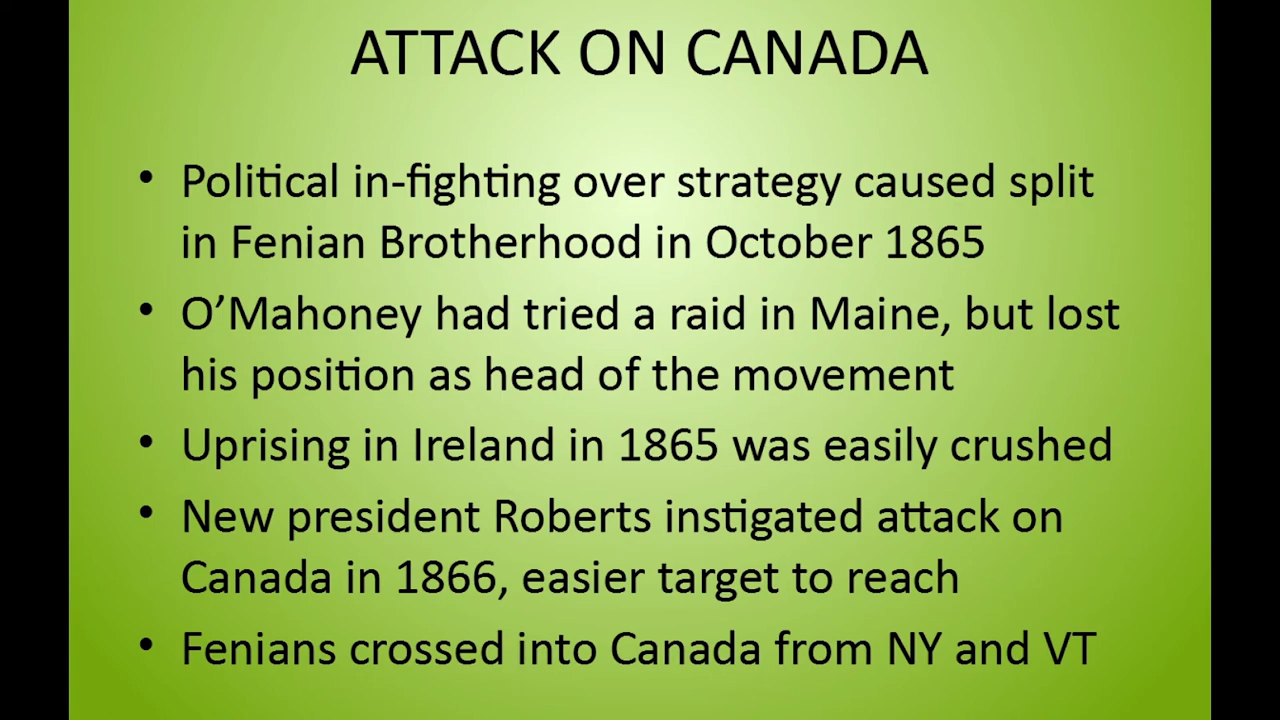 ATTACK ON CANADA
• Political in-fighting over strategy caused split
in Fenian Brotherhood in October 1865
• O’Mahoney had tried a raid in Maine, but lost
his position as head of the movement
• Uprising in Ireland in 1865 was easily crushed
• New president Roberts instigated attack on
Canada in 1866, easier target to reach
• Fenians crossed into Canada from NY and VT